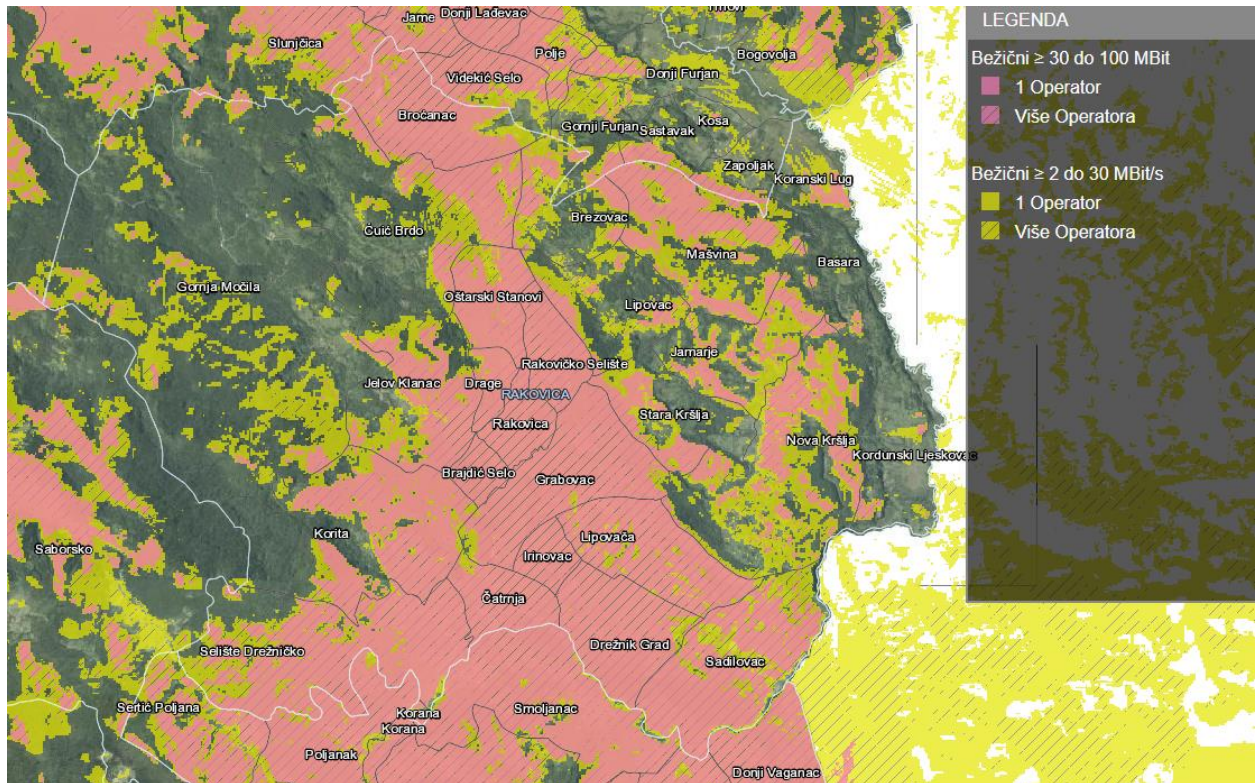 Jame
Donji Lađevac
Slunjčica
Polje
Bogovolja
Videkić Selo
Donji Furjan
Broćanac
Gornji Furjan
Sastavak
Kosa
Zapoljak
Koranski Lug
Brezovac
Čuić Brdo
Mašvina
Basara
Gornja Močila
Oštarski Stanovi
Lipovac
Jamarje
Rakovičko Selište
Jelov Klanac
Drage
RAKOVICA
Rakovica
Stara Kršlja
Nova Kršlja
Kordunski Ljeskovac
Brajdić Selo
Grabovac
Korita
Lipovača
Saborsko
Irinovac
Čatrnja
Drežnik Grad
Selište Drežničko
Sadilovac
Sertić Poljana
Korana
Smoljanac
Korana
Poljanak
Donji Vaganac
LEGENDA
Bežični ≥ 30 do 100 MBit
1 Operator
Više Operatora
Bežični ≥ 2 do 30 MBit/s
1 Operator
Više Operatora